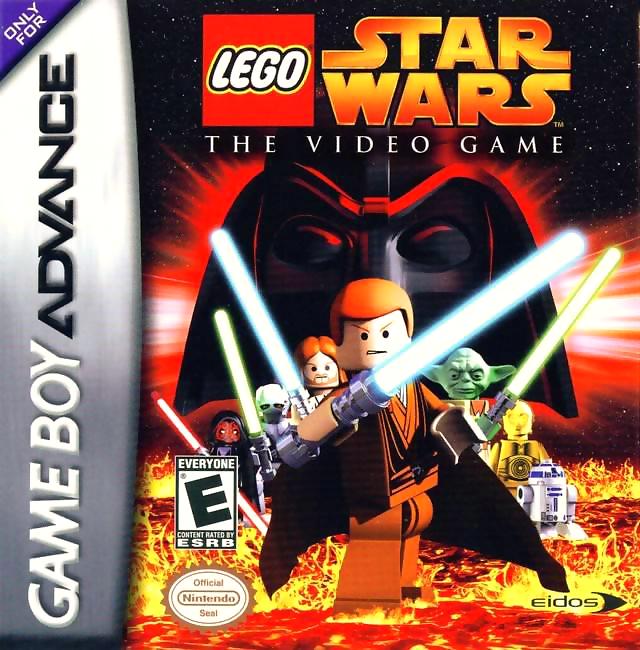 ONLY
FOR
GAME BOY ADVANCE
LEGO
STAR
WARS
TM
THE VIDEO GAME
EVERYONE
E
CONTENT RATED BY
ESRB
Official
Nintendo
Seal
eidos